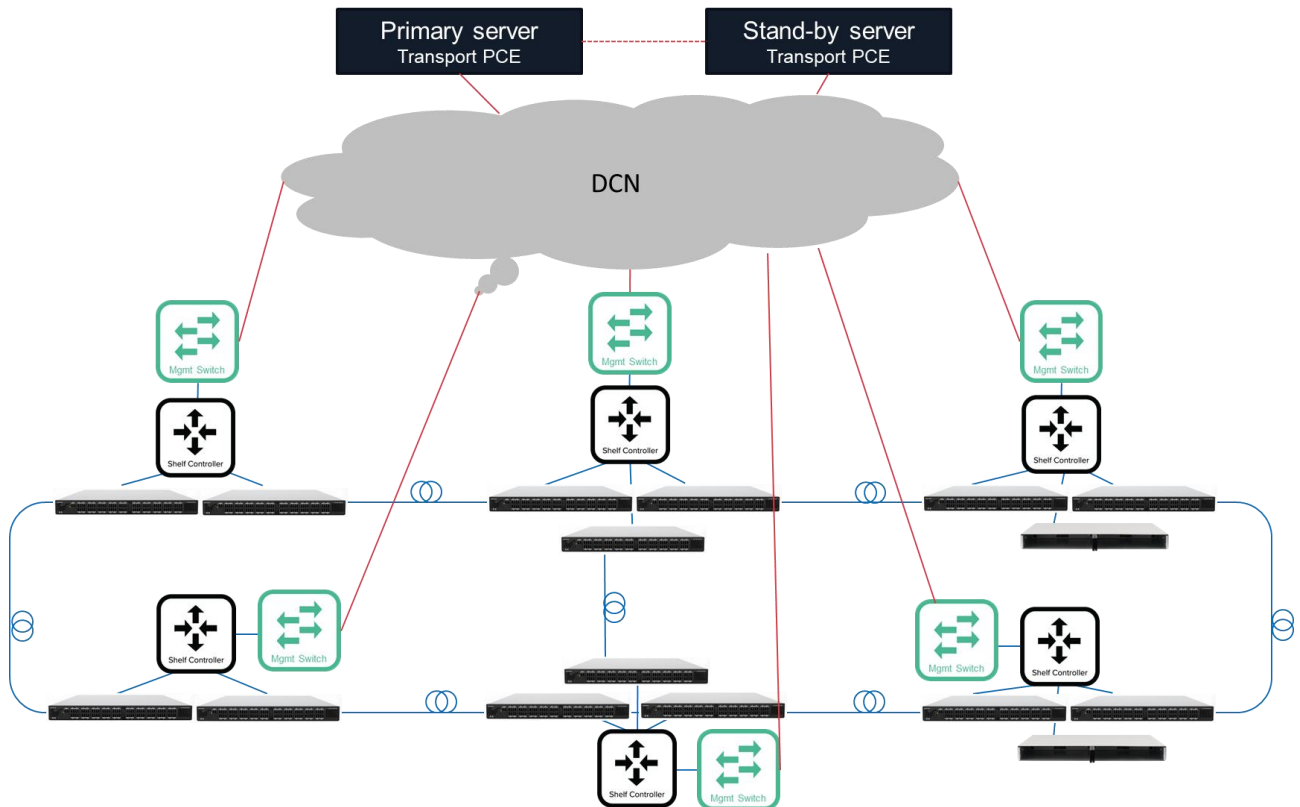 Primary server
Transport PCE
Stand-by server
Transport PCE
DCN
Mgmt Switch
Mgmt Switch
Mgmt Switch
Shelf Controller
Shelf Controller
Shelf Controller
Shelf Controller
Mgmt Switch
Mgmt Switch
Shelf Controller
Shelf Controller
Mgmt Switch